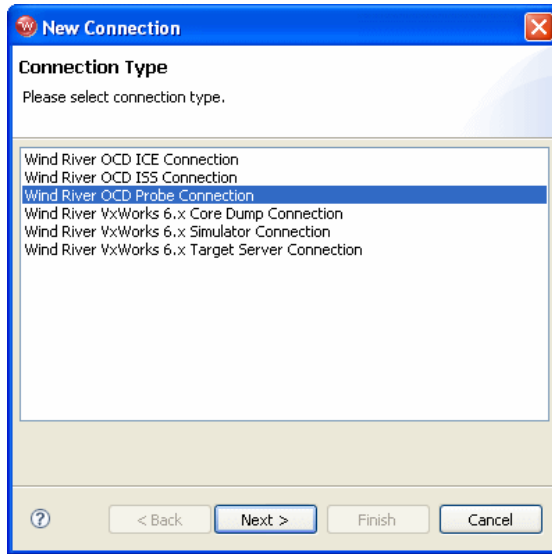 New Connection
Connection Type
Please select connection type.
Wind River OCD ICE Connection
Wind River OCD ISS Connection
Wind River OCD Probe Connection
Wind River VxWorks 6.x Core Dump Connection
Wind River VxWorks 6.x Simulator Connection
Wind River VxWorks 6.x Target Server Connection
? < Back Next > Finish Cancel